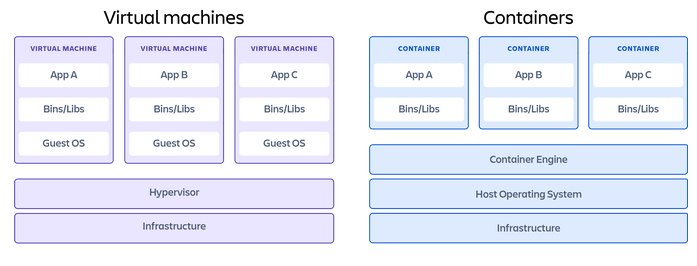 Virtual machines
VIRTUAL MACHINE VIRTUAL MACHINE VIRTUAL MACHINE
App A App B App C
Bins/Libs Bins/Libs Bins/Libs
Guest OS Guest OS Guest OS
Hypervisor
Infrastructure
Containers
CONTAINER CONTAINER CONTAINER
App A App B App C
Bins/Libs Bins/Libs Bins/Libs
Container Engine
Host Operating System
Infrastructure